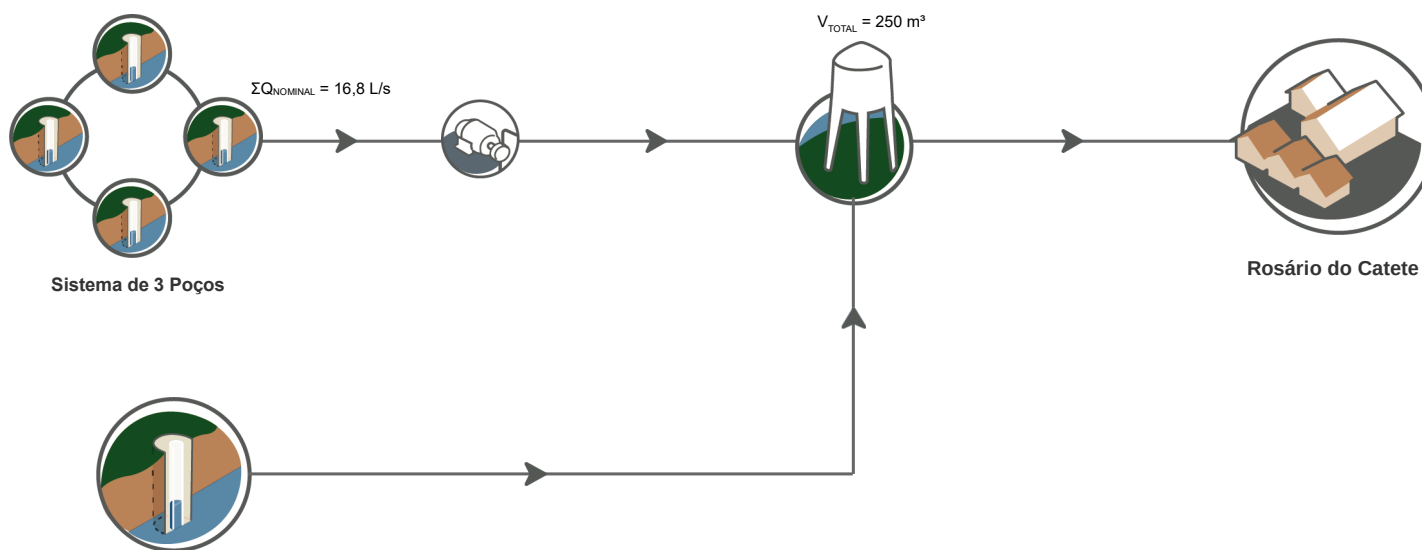 V_TOTAL = 250 m³
ΣQ_NOMINAL = 16,8 L/s
Sistema de 3 Poços
Rosário do Catete